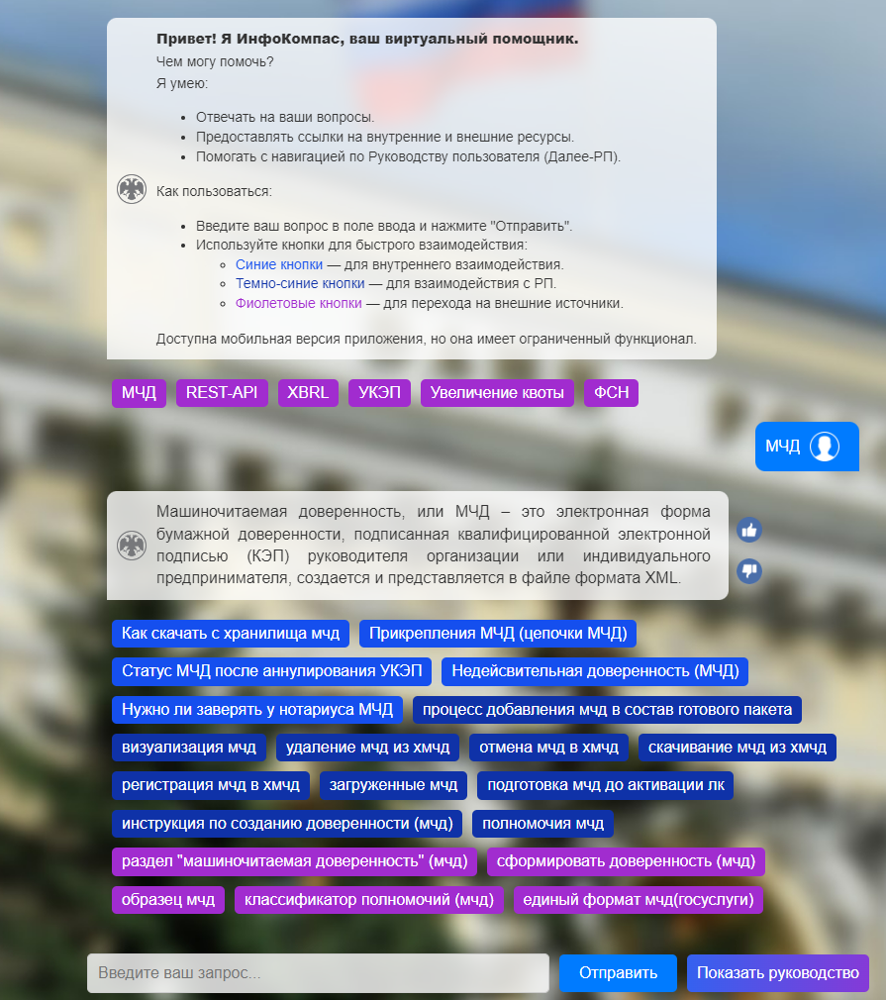 Привет! Я ИнфоКомпас, ваш виртуальный помощник.
Чем могу помочь?
Я умею:
Отвечать на ваши вопросы.
Предоставлять ссылки на внутренние и внешние ресурсы.
Помогать с навигацией по Руководству пользователя (Далее-РП).
Как пользоваться:
Введите ваш вопрос в поле ввода и нажмите "Отправить".
Используйте кнопки для быстрого взаимодействия:
Синие кнопки — для внутреннего взаимодействия.
Темно-синие кнопки — для взаимодействия с РП.
Фиолетовые кнопки — для перехода на внешние источники.
Доступна мобильная версия приложения, но она имеет ограниченный функционал.
МЧД REST-API XBRL УКЭП Увеличение квоты ФСН
МЧД
Машиночитаемая доверенность, или МЧД – это электронная форма
бумажной доверенности, подписанная квалифицированной электронной
подписью (КЭП) руководителя организации или индивидуального
предпринимателя, создается и представляется в файле формата XML.
Как скачать с хранилища мчд Прикрепления МЧД (цепочки МЧД)
Статус МЧД после аннулирования УКЭП Недейсвительная доверенность (МЧД)
Нужно ли заверять у нотариуса МЧД процесс добавления мчд в состав готового пакета
визуализация мчд удаление мчд из хмчд отмена мчд в хмчд скачивание мчд из хмчд
регистрация мчд в хмчд загруженные мчд подготовка мчд до активации лк
инструкция по созданию доверенности (мчд) полномочия мчд
раздел "машиночитаемая доверенность" (мчд) сформировать доверенность (мчд)
образец мчд классификатор полномочий (мчд) единый формат мчд(госуслуги)
Введите ваш запрос... Отправить Показать руководство